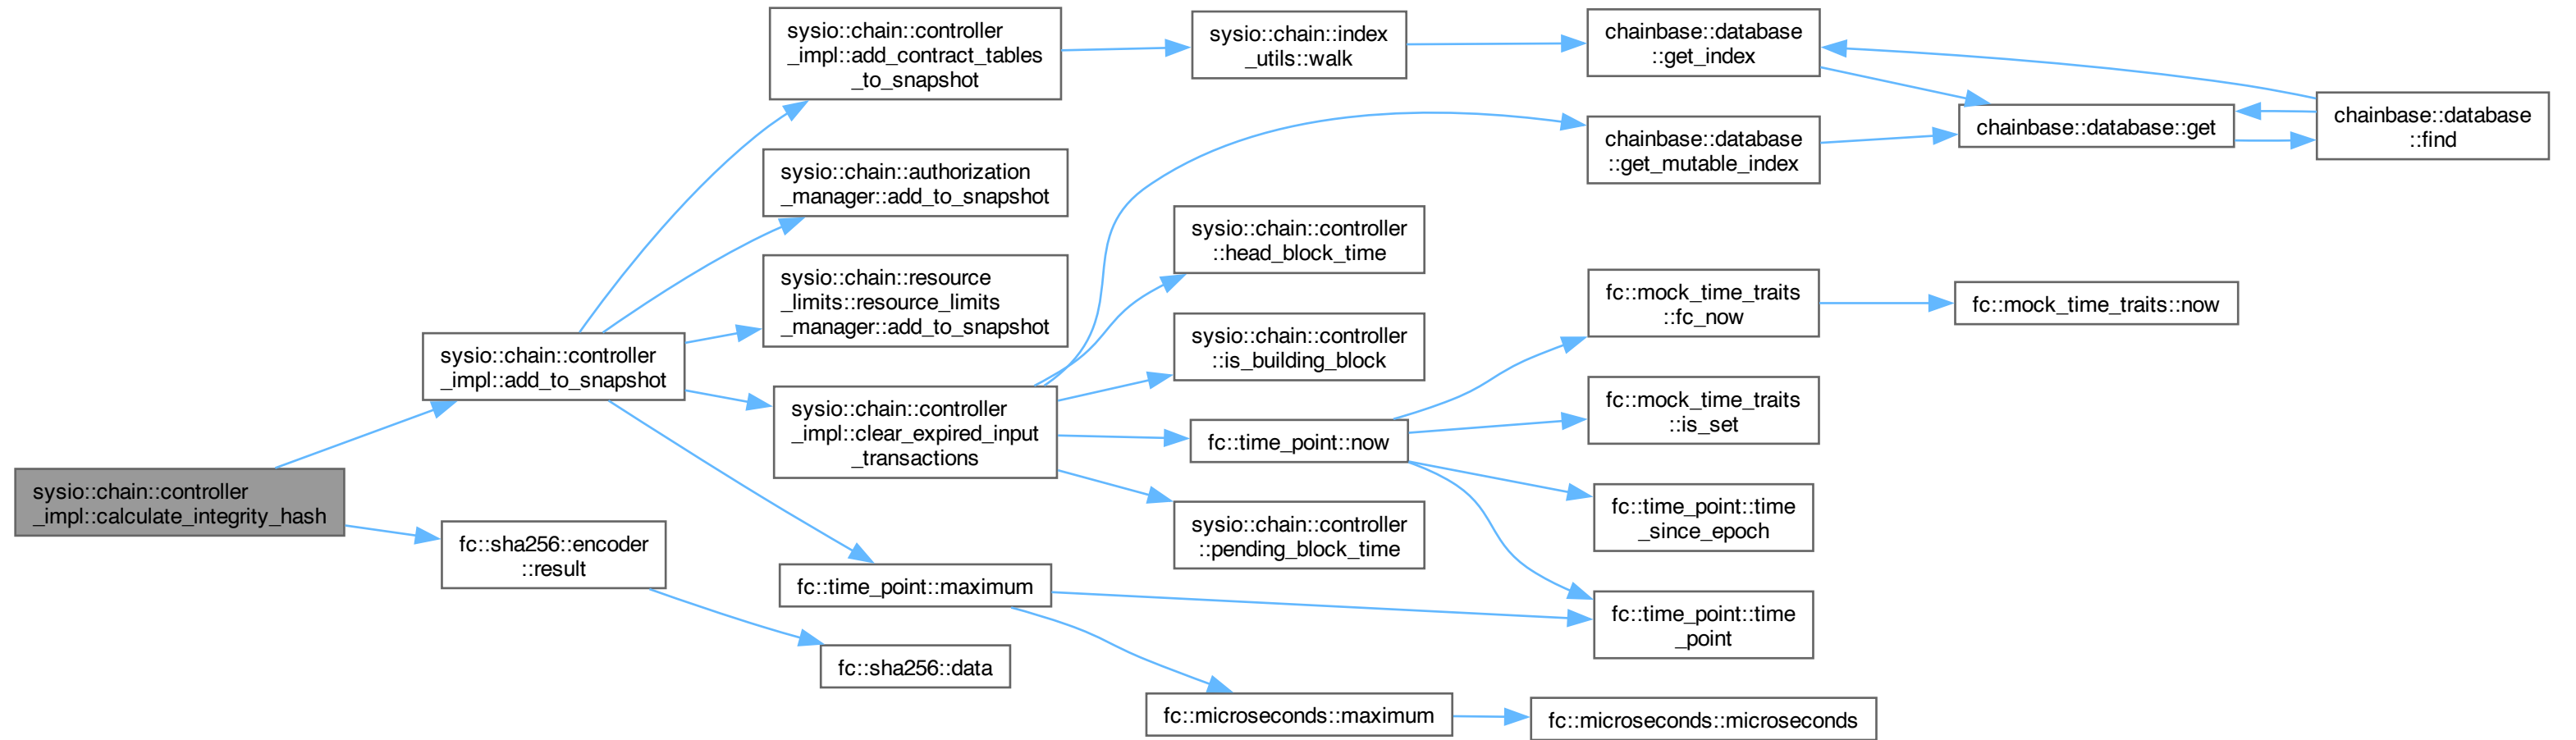 sysio::chain::controller
_impl::calculate_integrity_hash
sysio::chain::controller
_impl::add_to_snapshot
sysio::chain::controller
_impl::add_contract_tables
_to_snapshot
sysio::chain::index
_utils::walk
chainbase::database
::get_index
chainbase::database::get
chainbase::database
::find
sysio::chain::authorization
_manager::add_to_snapshot
sysio::chain::resource
_limits::resource_limits
_manager::add_to_snapshot
sysio::chain::controller
_impl::clear_expired_input
_transactions
chainbase::database
::get_mutable_index
sysio::chain::controller
::head_block_time
sysio::chain::controller
::is_building_block
fc::time_point::now
fc::mock_time_traits
::fc_now
fc::mock_time_traits::now
fc::mock_time_traits
::is_set
fc::time_point::time
_since_epoch
fc::time_point::time
_point
sysio::chain::controller
::pending_block_time
fc::time_point::maximum
fc::microseconds::maximum
fc::microseconds::microseconds
fc::sha256::encoder
::result
fc::sha256::data